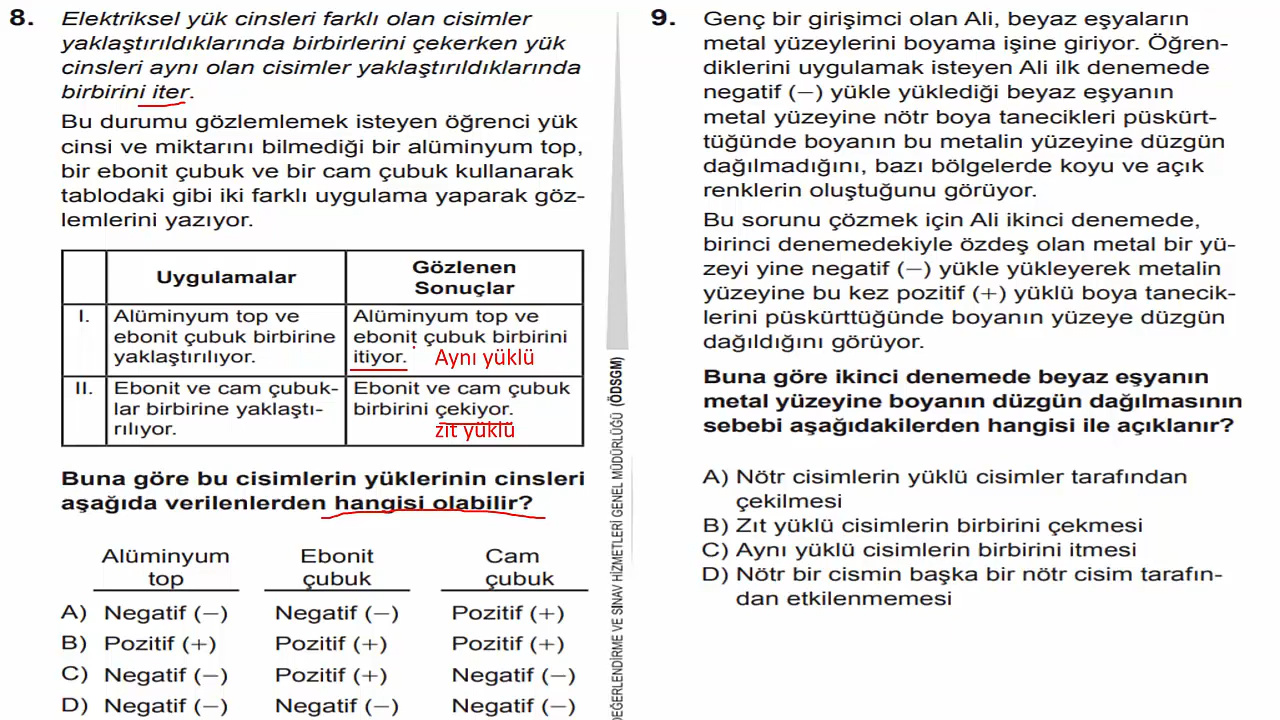 8. Elektriksel yük cinsleri farklı olan cisimler
yaklaştırıldıklarında birbirlerini çekerken yük
cinsleri aynı olan cisimler yaklaştırıldıklarında
birbirini iter.
Bu durumu gözlemlemek isteyen öğrenci yük
cinsi ve miktarını bilmediği bir alüminyum top,
bir ebonit çubuk ve bir cam çubuk kullanarak
tablodaki gibi iki farklı uygulama yaparak göz-
lemlerini yazıyor.
Uygulamalar
Gözlenen
Sonuçlar
I. Alüminyum top ve
ebonit çubuk birbirine
yaklaştırılıyor.
Alüminyum top ve
ebonit çubuk birbirini
itiyor. Aynı yüklü
II. Ebonit ve cam çubuk-
lar birbirine yaklaştı-
rılıyor.
Ebonit ve cam çubuk
birbirini çekiyor.
zıt yüklü
Buna göre bu cisimlerin yüklerinin cinsleri
aşağıda verilenlerden hangisi olabilir?
Alüminyum top
Ebonit çubuk
Cam çubuk
A) Negatif (−) Negatif (−) Pozitif (+)
B) Pozitif (+) Pozitif (+) Pozitif (+)
C) Negatif (−) Pozitif (+) Negatif (−)
D) Negatif (−) Negatif (−) Negatif (−)
DEĞERLENDİRME VE SINAV HİZMETLERİ GENEL MÜDÜRLÜĞÜ (ÖDSGM)
9. Genç bir girişimci olan Ali, beyaz eşyaların
metal yüzeylerini boyama işine giriyor. Öğren-
diklerini uygulamak isteyen Ali ilk denemede
negatif (−) yükle yüklediği beyaz eşyanın
metal yüzeyine nötr boya tanecikleri püskürt-
tüğünde boyanın bu metalin yüzeyine düzgün
dağılmadığını, bazı bölgelerde koyu ve açık
renklerin oluştuğunu görüyor.
Bu sorunu çözmek için Ali ikinci denemede,
birinci denemedekiyle özdeş olan metal bir yü-
zeyi yine negatif (−) yükle yükleyerek metalin
yüzeyine bu kez pozitif (+) yüklü boya tanecik-
lerini püskürttüğünde boyanın yüzeye düzgün
dağıldığını görüyor.
Buna göre ikinci denemede beyaz eşyanın
metal yüzeyine boyanın düzgün dağılmasının
sebebi aşağıdakilerden hangisi ile açıklanır?
A) Nötr cisimlerin yüklü cisimler tarafından
çekilmesi
B) Zıt yüklü cisimlerin birbirini çekmesi
C) Aynı yüklü cisimlerin birbirini itmesi
D) Nötr bir cismin başka bir nötr cisim tarafın-
dan etkilenmemesi